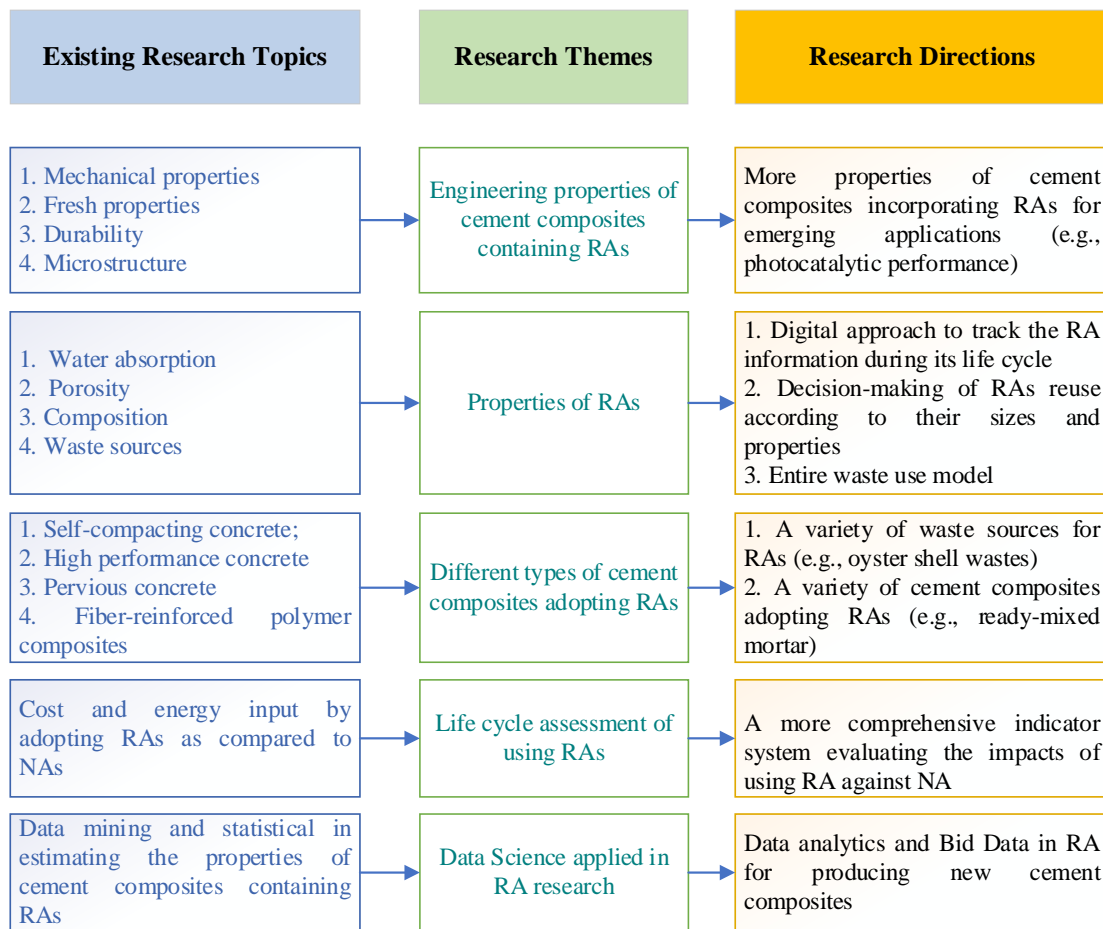 Existing Research Topics
Research Themes
Research Directions
1. Mechanical properties
2. Fresh properties
3. Durability
4. Microstructure
Engineering properties of
cement composites
containing RAs
More properties of cement
composites incorporating RAs for
emerging applications (e.g.,
photocatalytic performance)
1. Water absorption
2. Porosity
3. Composition
4. Waste sources
Properties of RAs
1. Digital approach to track the RA
information during its life cycle
2. Decision-making of RAs reuse
according to their sizes and
properties
3. Entire waste use model
1. Self-compacting concrete;
2. High performance concrete
3. Pervious concrete
4. Fiber-reinforced polymer
composites
Different types of cement
composites adopting RAs
1. A variety of waste sources for
RAs (e.g., oyster shell wastes)
2. A variety of cement composites
adopting RAs (e.g., ready-mixed
mortar)
Cost and energy input by
adopting RAs as compared to
NAs
Life cycle assessment of
using RAs
A more comprehensive indicator
system evaluating the impacts of
using RA against NA
Data mining and statistical in
estimating the properties of
cement composites containing
RAs
Data Science applied in
RA research
Data analytics and Bid Data in RA
for producing new cement
composites